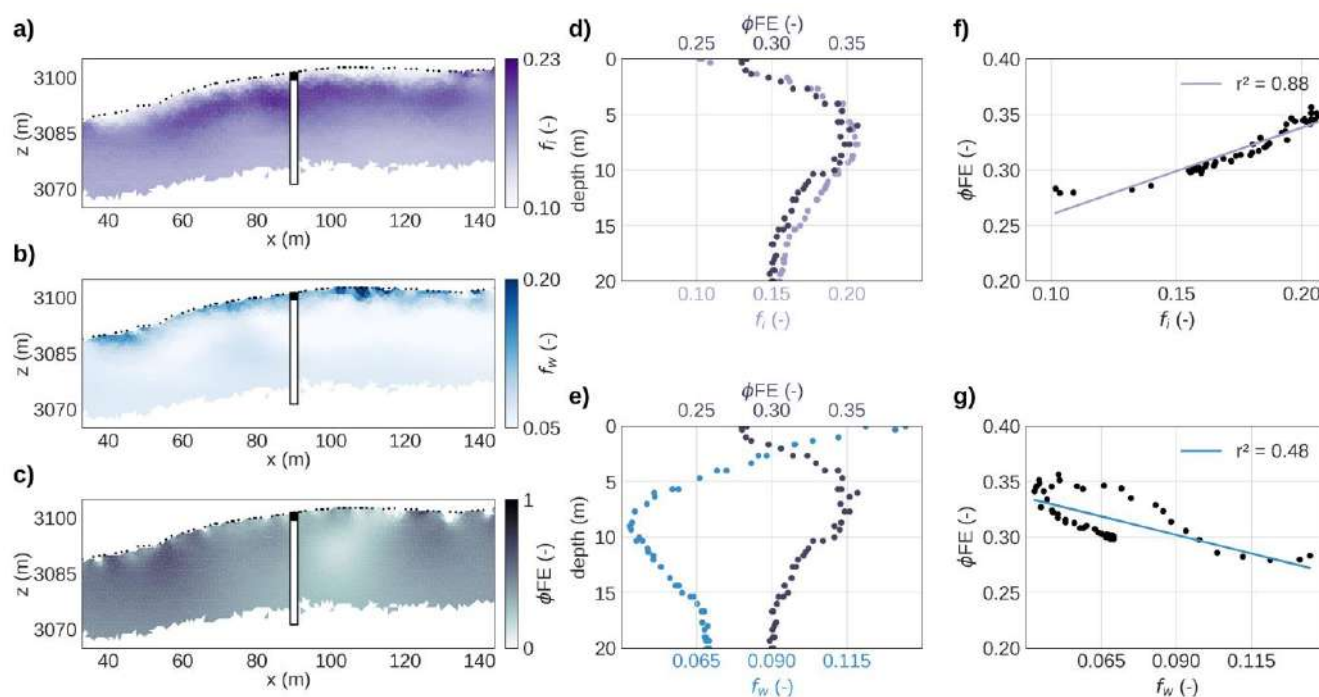 a)
3100
3085
3070
z (m)
40 60 80 100 120 140
x (m)
0.23
0.10
f_i (-)
b)
3100
3085
3070
z (m)
40 60 80 100 120 140
x (m)
0.20
0.05
f_w (-)
c)
3100
3085
3070
z (m)
40 60 80 100 120 140
x (m)
1
0
ϕFE (-)
d)
ϕFE (-)
0.25 0.30 0.35
0
5
10
15
20
depth (m)
0.10 0.15 0.20
f_i (-)
e)
ϕFE (-)
0.25 0.30 0.35
0
5
10
15
20
depth (m)
0.065 0.090 0.115
f_w (-)
f)
0.40
0.35
0.30
0.25
0.20
ϕFE (-)
r² = 0.88
0.10 0.15 0.20
f_i (-)
g)
0.40
0.35
0.30
0.25
0.20
ϕFE (-)
r² = 0.48
0.065 0.090 0.115
f_w (-)